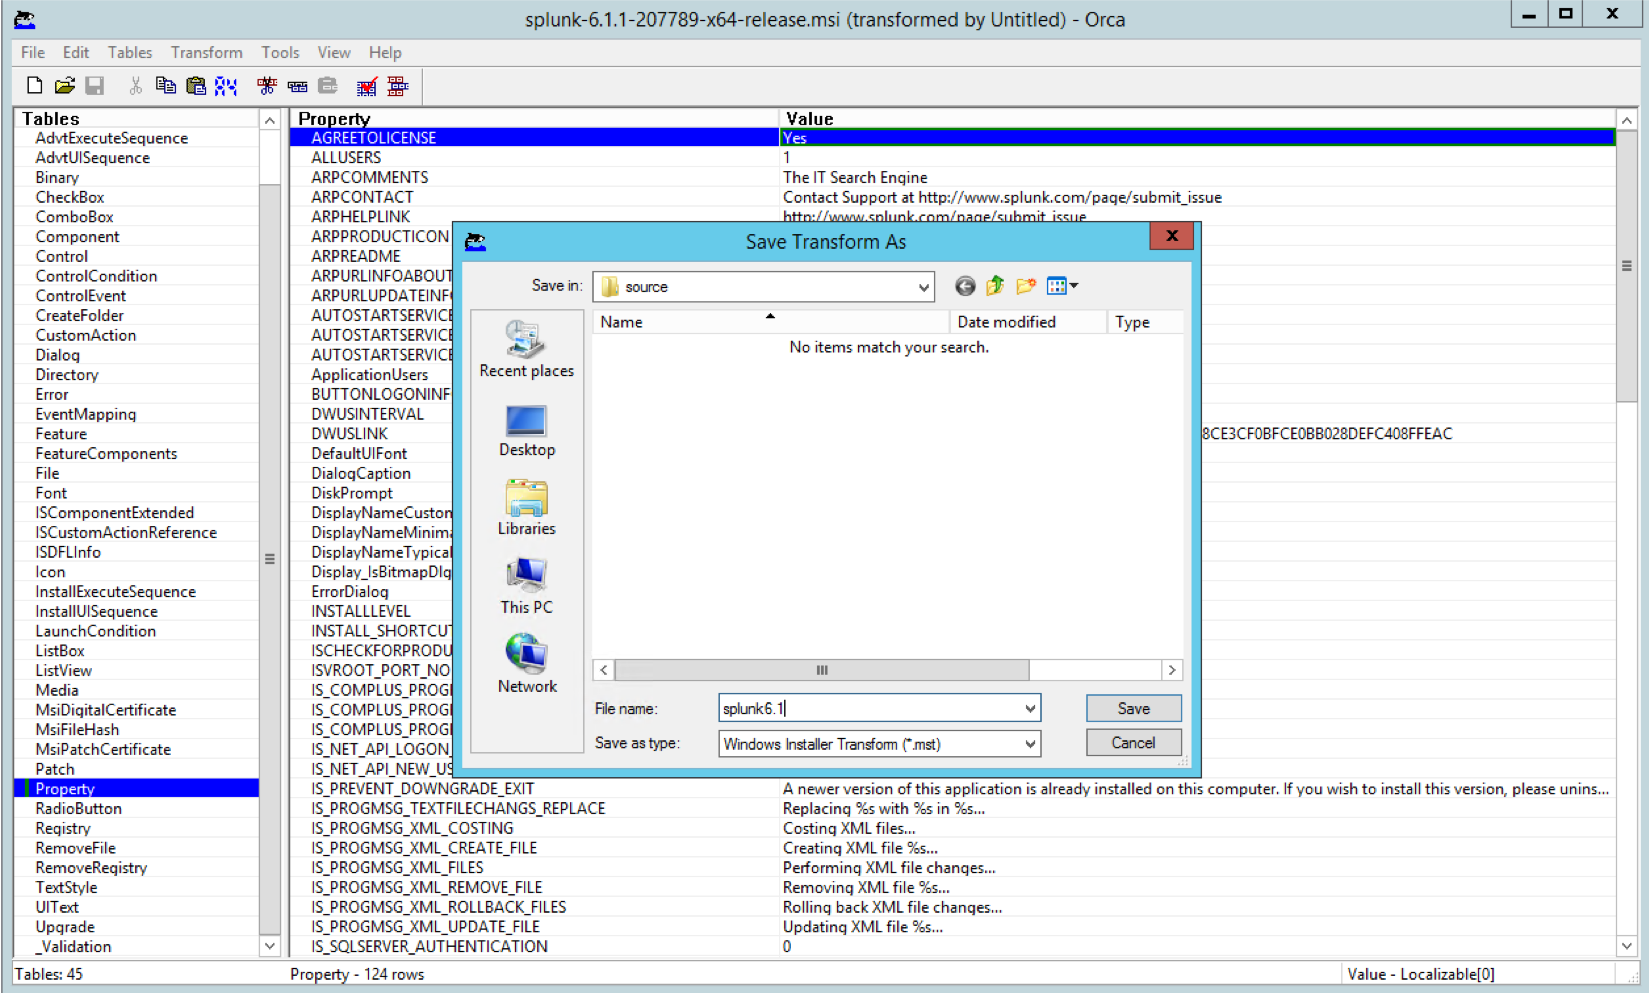 splunk-6.1.1-207789-x64-release.msi (transformed by Untitled) - Orca
File Edit Tables Transform Tools View Help
Tables
AdvtExecuteSequence
AdvtUISequence
Binary
CheckBox
ComboBox
Component
Control
ControlCondition
ControlEvent
CreateFolder
CustomAction
Dialog
Directory
Error
EventMapping
Feature
FeatureComponents
File
Font
ISComponentExtended
ISCustomActionReference
ISDFLInfo
Icon
InstallExecuteSequence
InstallUISequence
LaunchCondition
ListBox
ListView
Media
MsiDigitalCertificate
MsiFileHash
MsiPatchCertificate
Patch
Property
RadioButton
Registry
RemoveFile
RemoveRegistry
TextStyle
UIText
Upgrade
_Validation
Property Value
AGREETOLICENSE Yes
ALLUSERS 1
ARPCOMMENTS The IT Search Engine
ARPCONTACT Contact Support at http://www.splunk.com/page/submit_issue
ARPHELPLINK http://www.splunk.com/page/submit_issue
ARPPRODUCTICON
ARPREADME
ARPURLINFOABOUT
ARPURLUPDATEINFO
AUTOSTARTSERVICE
AUTOSTARTSERVICE
AUTOSTARTSERVICE
ApplicationUsers
BUTTONLOGONINF
DWUSINTERVAL
DWUSLINK 8CE3CF0BFCE0BB028DEFC408FFEAC
DefaultUIFont
DialogCaption
DiskPrompt
DisplayNameCustom
DisplayNameMinima
DisplayNameTypical
Display_IsBitmapDlg
ErrorDialog
INSTALLLEVEL
INSTALL_SHORTCUT
ISCHECKFORPRODU
ISVROOT_PORT_NO
IS_COMPLUS_PROG
IS_COMPLUS_PROG
IS_COMPLUS_PROG
IS_NET_API_LOGON_
IS_NET_API_NEW_US
IS_PREVENT_DOWNGRADE_EXIT A newer version of this application is already installed on this computer. If you wish to install this version, please unins...
IS_PROGMSG_TEXTFILECHANGS_REPLACE Replacing %s with %s in %s...
IS_PROGMSG_XML_COSTING Costing XML files...
IS_PROGMSG_XML_CREATE_FILE Creating XML file %s...
IS_PROGMSG_XML_FILES Performing XML file changes...
IS_PROGMSG_XML_REMOVE_FILE Removing XML file %s...
IS_PROGMSG_XML_ROLLBACK_FILES Rolling back XML file changes...
IS_PROGMSG_XML_UPDATE_FILE Updating XML file %s...
IS_SQLSERVER_AUTHENTICATION 0
Save Transform As
Save in: source
Recent places
Desktop
Libraries
This PC
Network
Name Date modified Type
No items match your search.
File name: splunk6.1 Save
Save as type: Windows Installer Transform (*.mst) Cancel
Tables: 45 Property - 124 rows Value - Localizable[0]